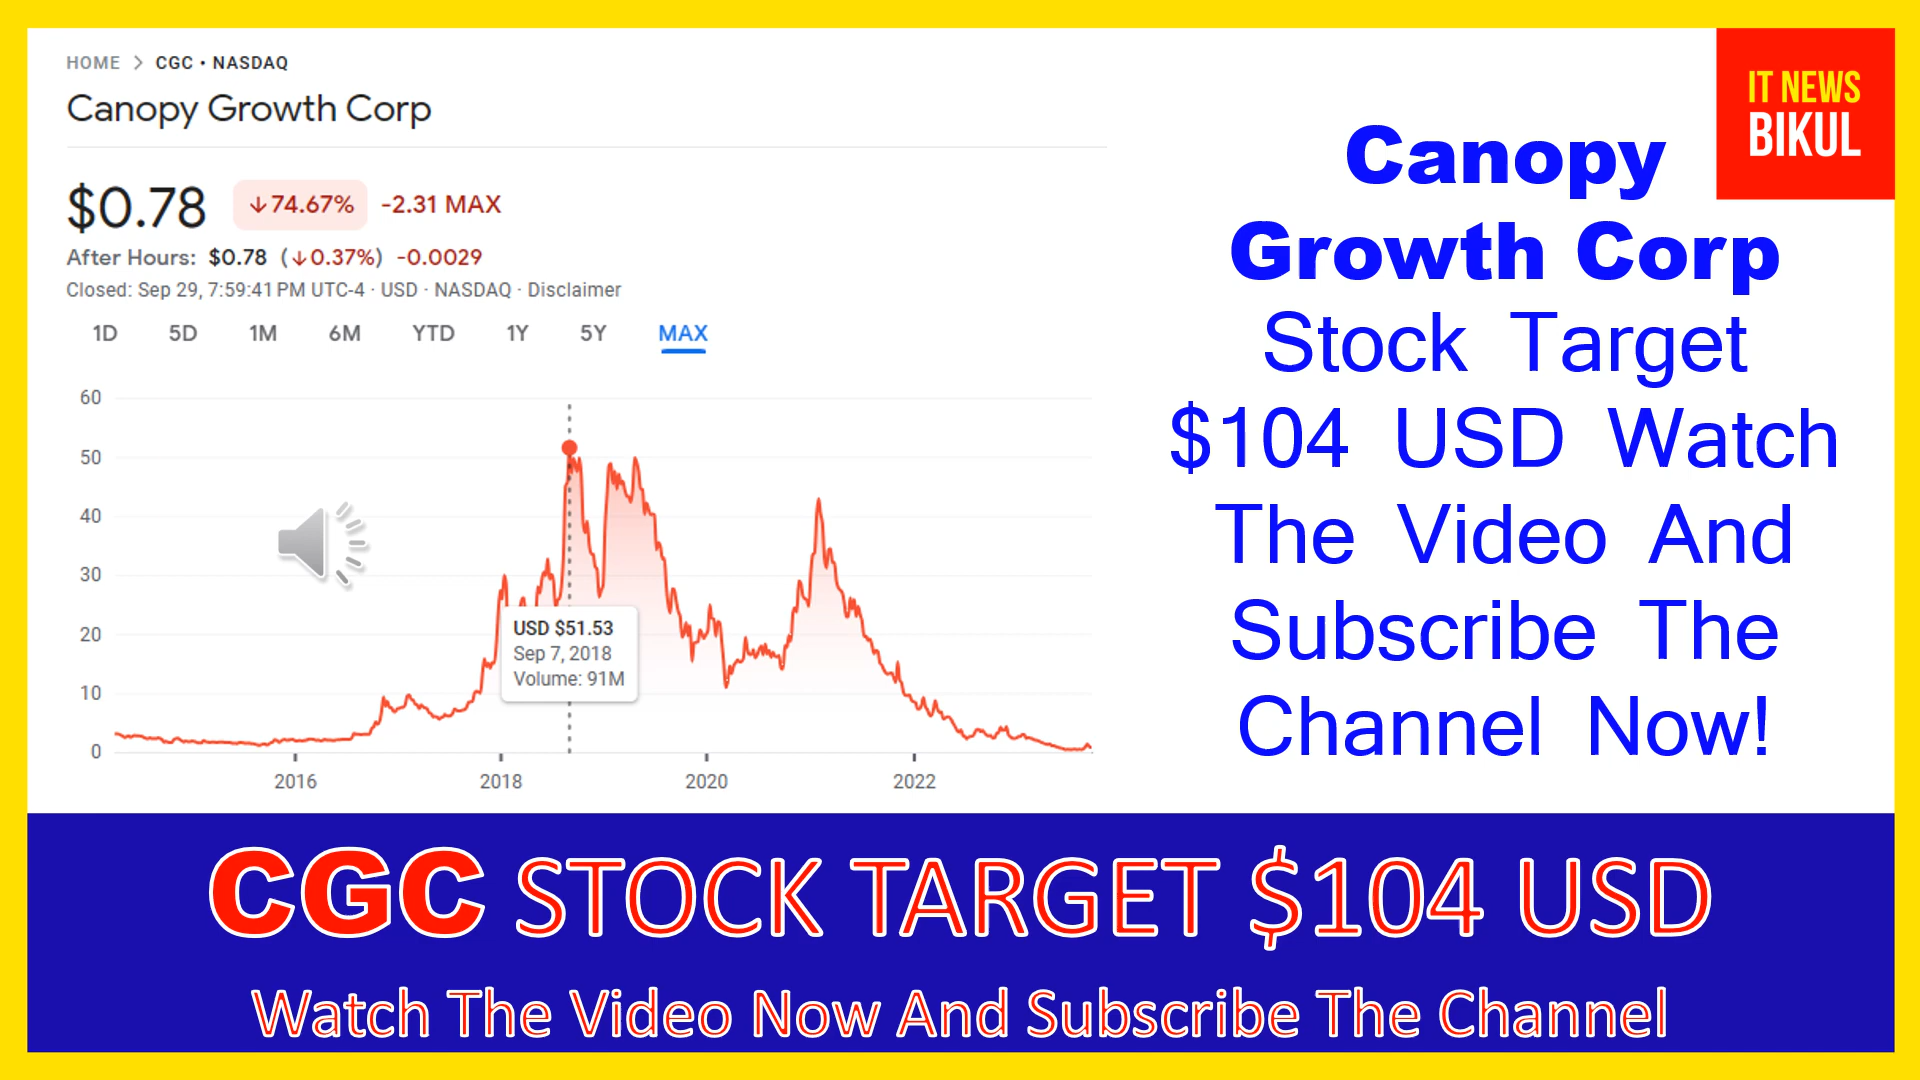 HOME > CGC • NASDAQ
Canopy Growth Corp
$0.78 ↓74.67% -2.31 MAX
After Hours: $0.78 (↓0.37%) -0.0029
Closed: Sep 29, 7:59:41 PM UTC-4 · USD · NASDAQ · Disclaimer
1D 5D 1M 6M YTD 1Y 5Y MAX
60
50
40
30
20
10
0
USD $51.53
Sep 7, 2018
Volume: 91M
2016 2018 2020 2022
IT NEWS
BIKUL
Canopy
Growth Corp
Stock Target
$104 USD Watch
The Video And
Subscribe The
Channel Now!
CGC STOCK TARGET $104 USD
Watch The Video Now And Subscribe The Channel